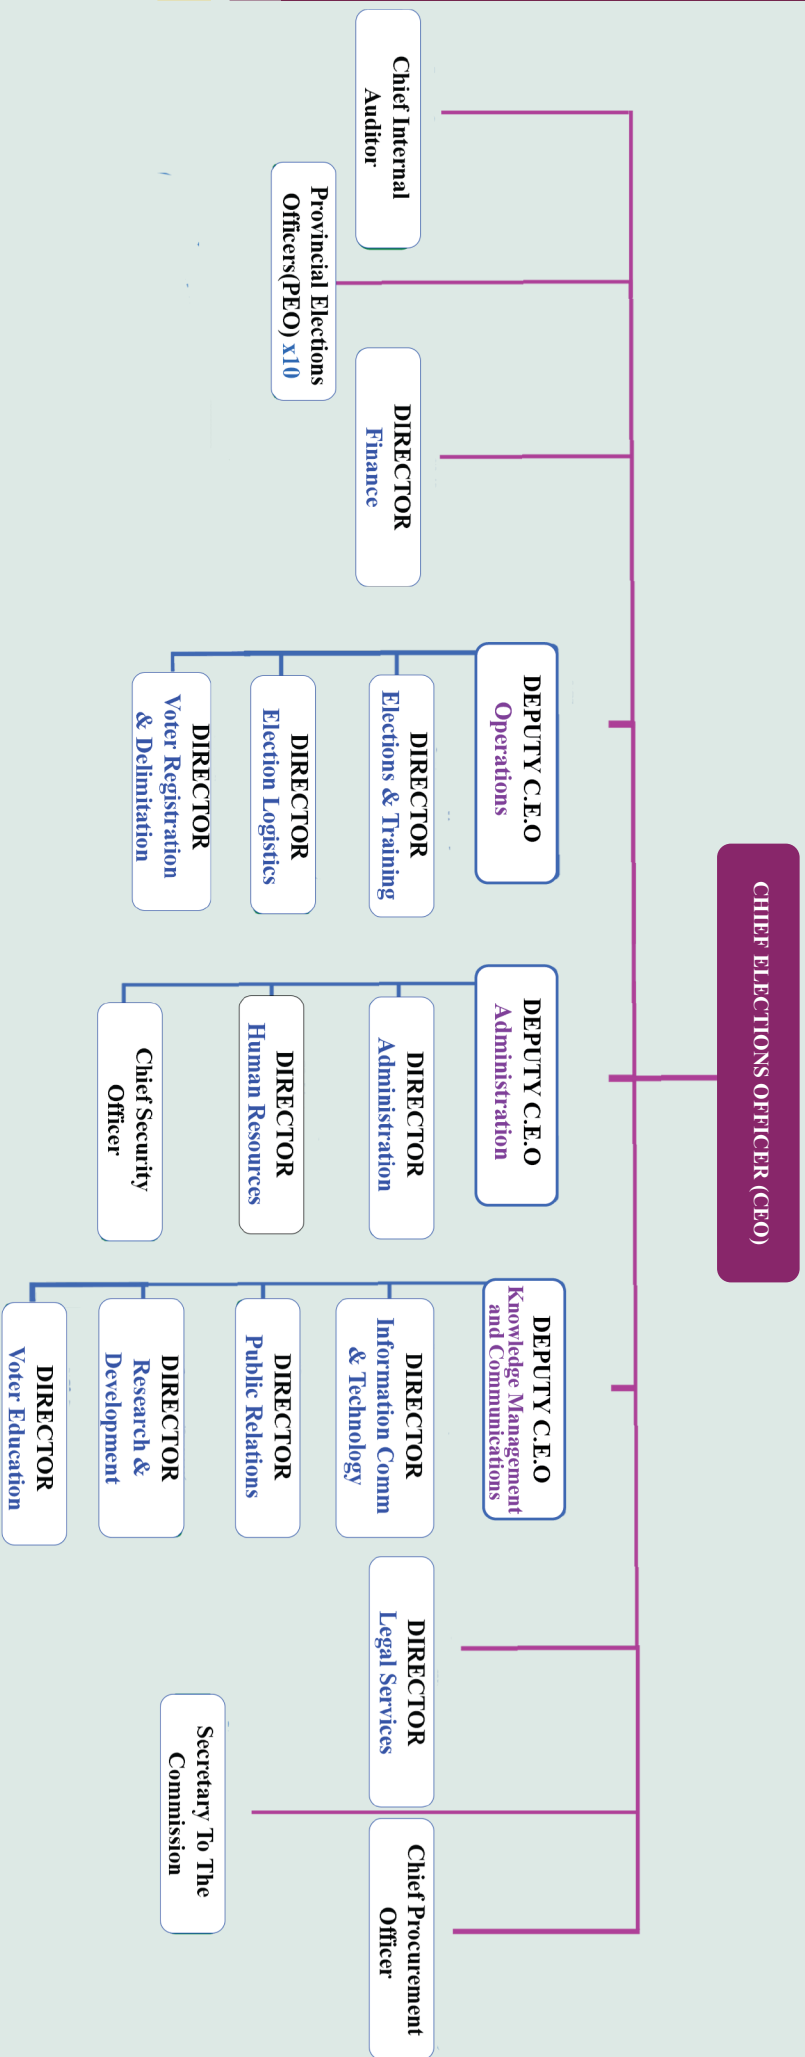 CHIEF ELECTIONS OFFICER (CEO)
Chief Internal
Auditor
Provincial Elections
Officers(PEO) x10
DIRECTOR
Finance
DEPUTY C.E.O
Operations
DIRECTOR
Elections & Training
DIRECTOR
Election Logistics
DIRECTOR
Voter Registration
& Delimitation
DEPUTY C.E.O
Administration
DIRECTOR
Administration
DIRECTOR
Human Resources
Chief Security
Officer
DEPUTY C.E.O
Knowledge Management
and Communications
DIRECTOR
Information Comm
& Technology
DIRECTOR
Public Relations
DIRECTOR
Research &
Development
DIRECTOR
Voter Education
DIRECTOR
Legal Services
Secretary To The
Commission
Chief Procurement
Officer